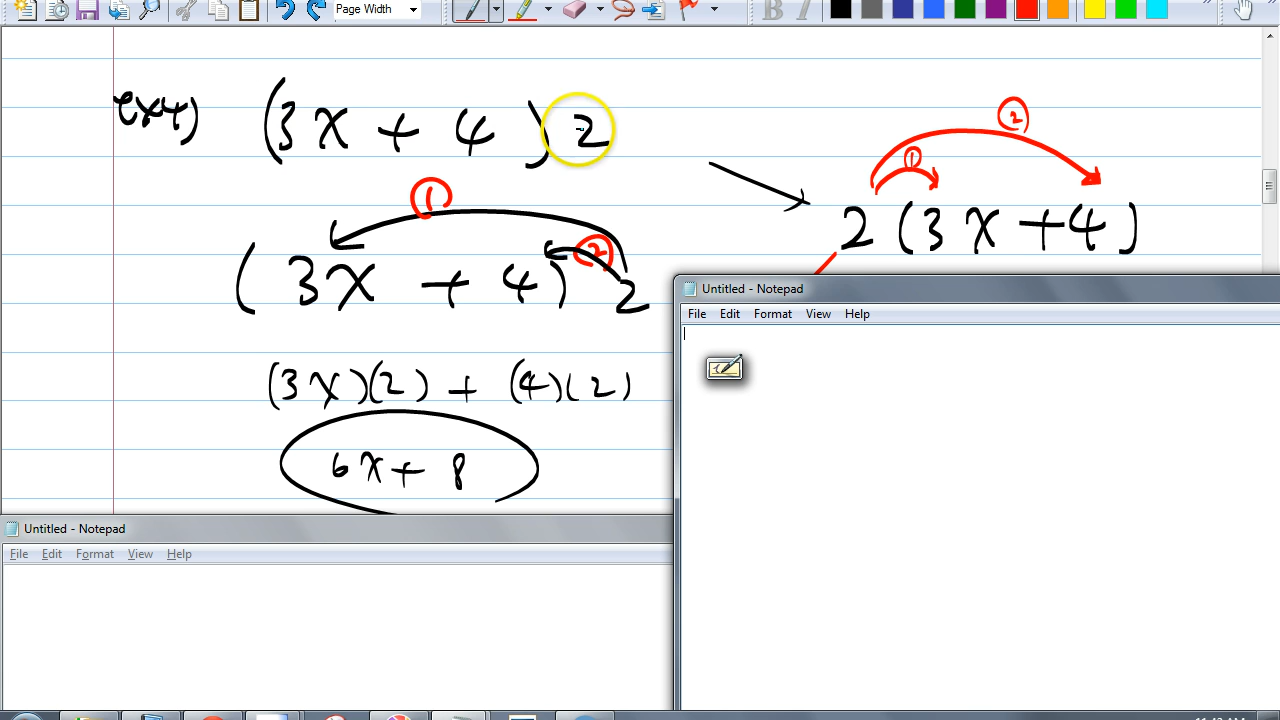 Page Width
ex4) (3x + 4) 2
① ②
(3x + 4) 2
(3x)(2) + (4)(2)
6x + 8
① ②
2(3x + 4)
Untitled - Notepad
File Edit Format View Help
Untitled - Notepad
File Edit Format View Help